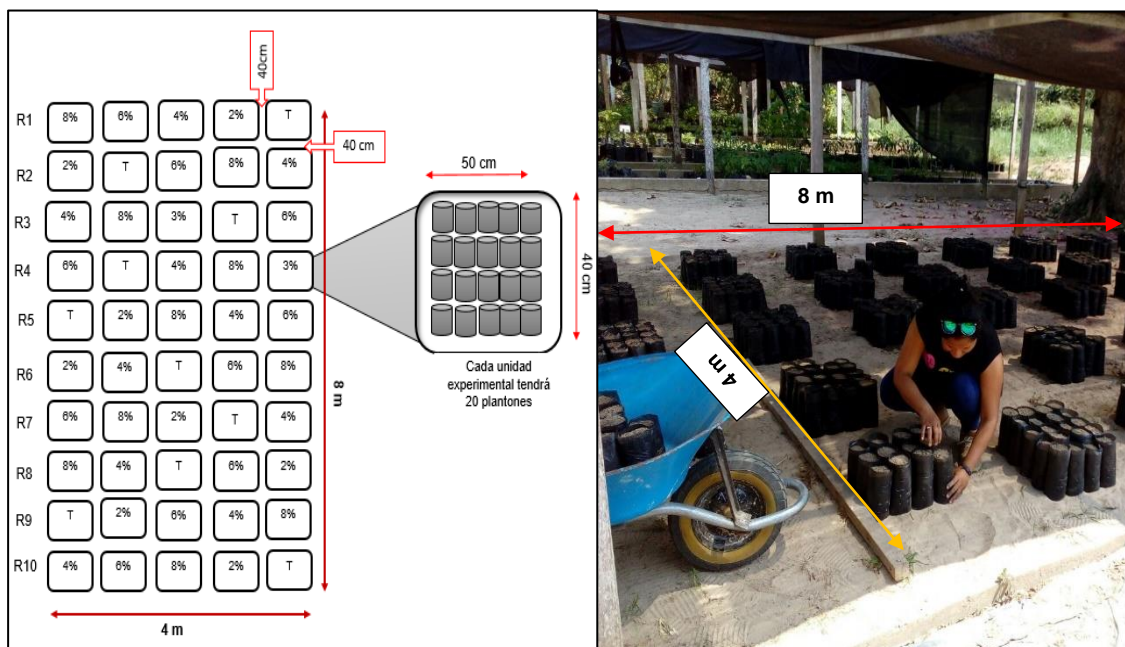 40cm
R1 8% 6% 4% 2% T
40 cm
R2 2% T 6% 8% 4%
R3 4% 8% 3% T 6%
R4 6% T 4% 8% 3%
R5 T 2% 8% 4% 6%
R6 2% 4% T 6% 8%
R7 6% 8% 2% T 4%
R8 8% 4% T 6% 2%
R9 T 2% 6% 4% 8%
R10 4% 6% 8% 2% T
8 m
4 m
50 cm
40 cm
Cada unidad
experimental tendrá
20 plantones
8 m
4 m